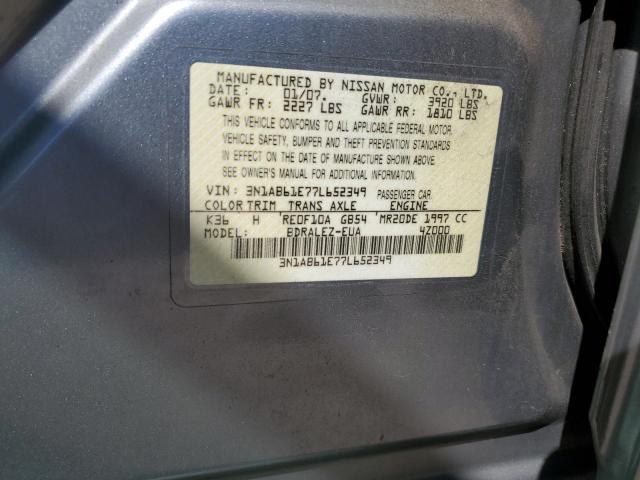 MANUFACTURED BY NISSAN MOTOR CO., LTD.
DATE: 01/07 GVWR: 3920 LBS
GAWR FR: 2227 LBS GAWR RR: 1810 LBS
THIS VEHICLE CONFORMS TO ALL APPLICABLE FEDERAL MOTOR
VEHICLE SAFETY, BUMPER, AND THEFT PREVENTION STANDARDS
IN EFFECT ON THE DATE OF MANUFACTURE SHOWN ABOVE.
SEE OWNER'S MANUAL FOR ADDITIONAL INFORMATION.
VIN: 3N1AB61E77L652349 PASSENGER CAR
COLOR TRIM TRANS AXLE ENGINE
K36 H RE0F10A GB54 MR20DE 1997 CC
MODEL: BDRALEZ-EUA 4Z000
3N1AB61E77L652349